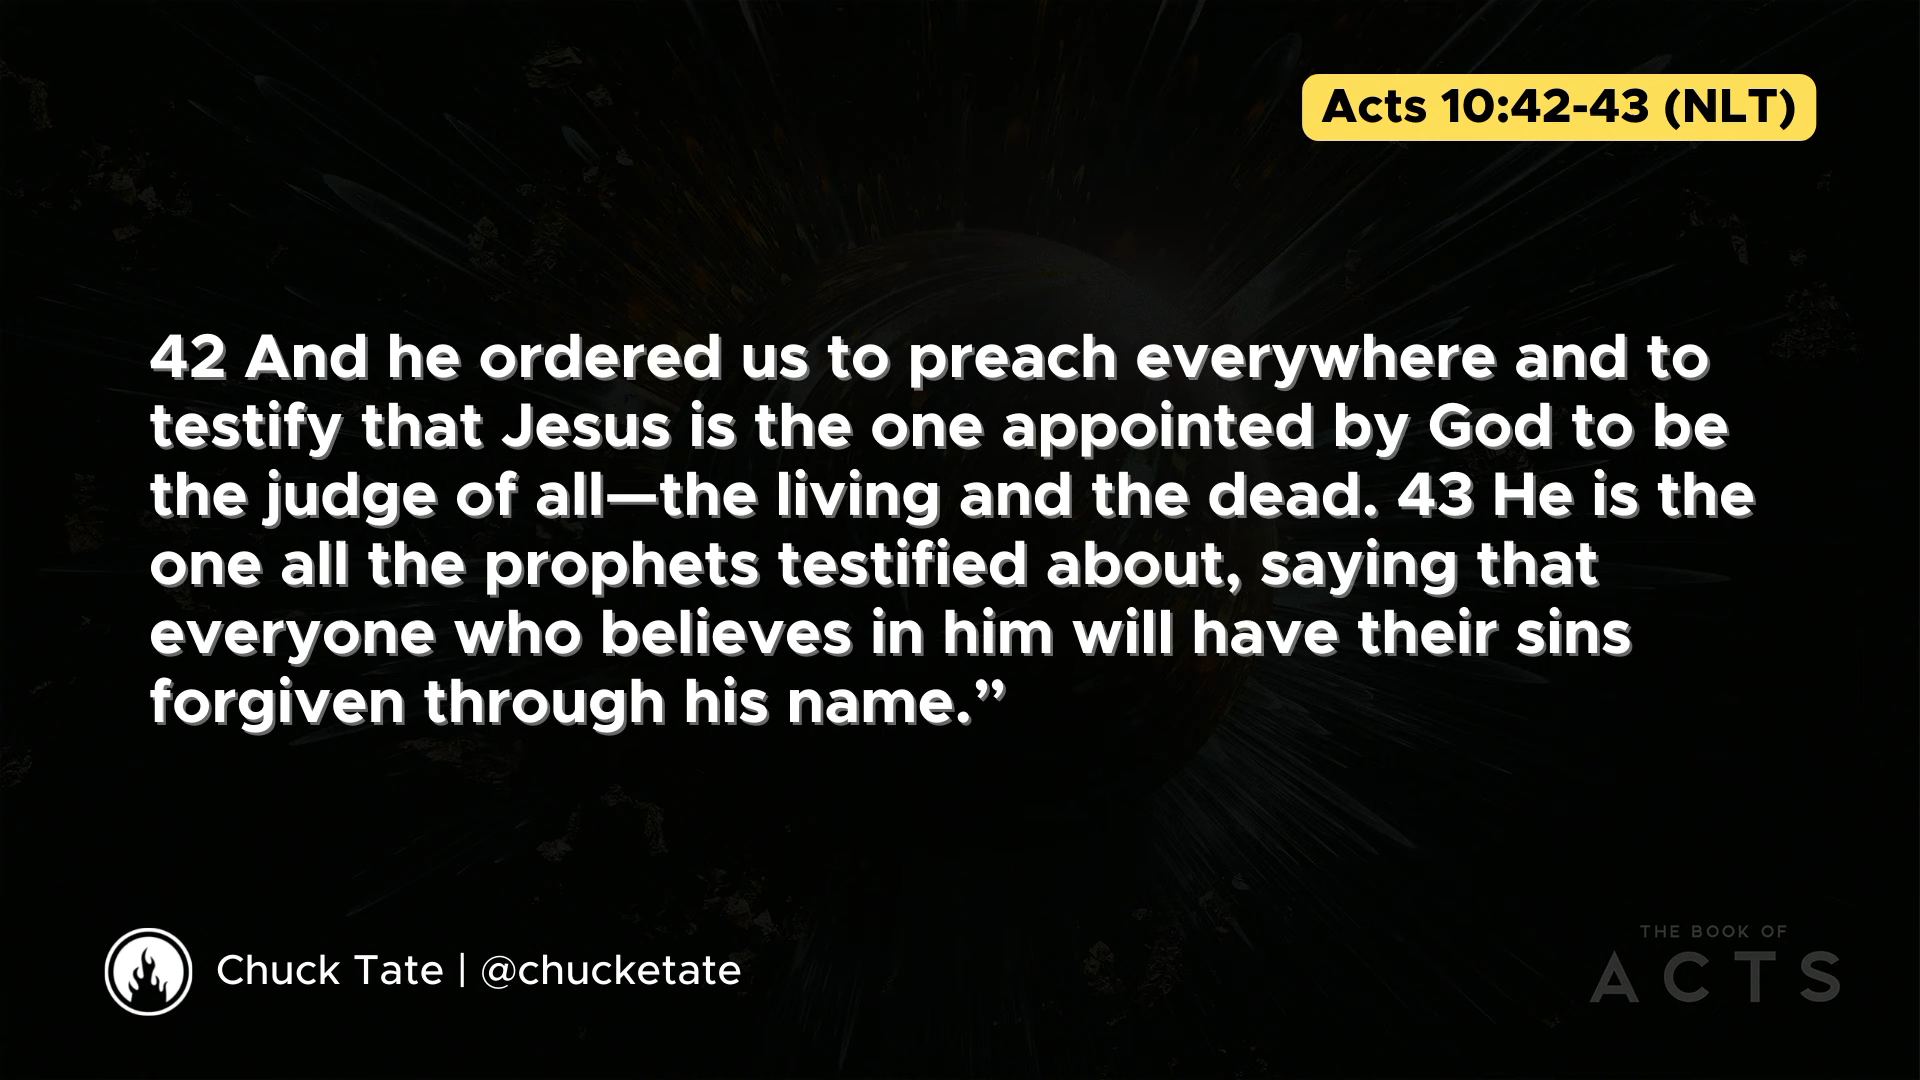 Acts 10:42-43 (NLT)
42 And he ordered us to preach everywhere and to
testify that Jesus is the one appointed by God to be
the judge of all—the living and the dead. 43 He is the
one all the prophets testified about, saying that
everyone who believes in him will have their sins
forgiven through his name.”
Chuck Tate | @chucketate
THE BOOK OF
ACTS